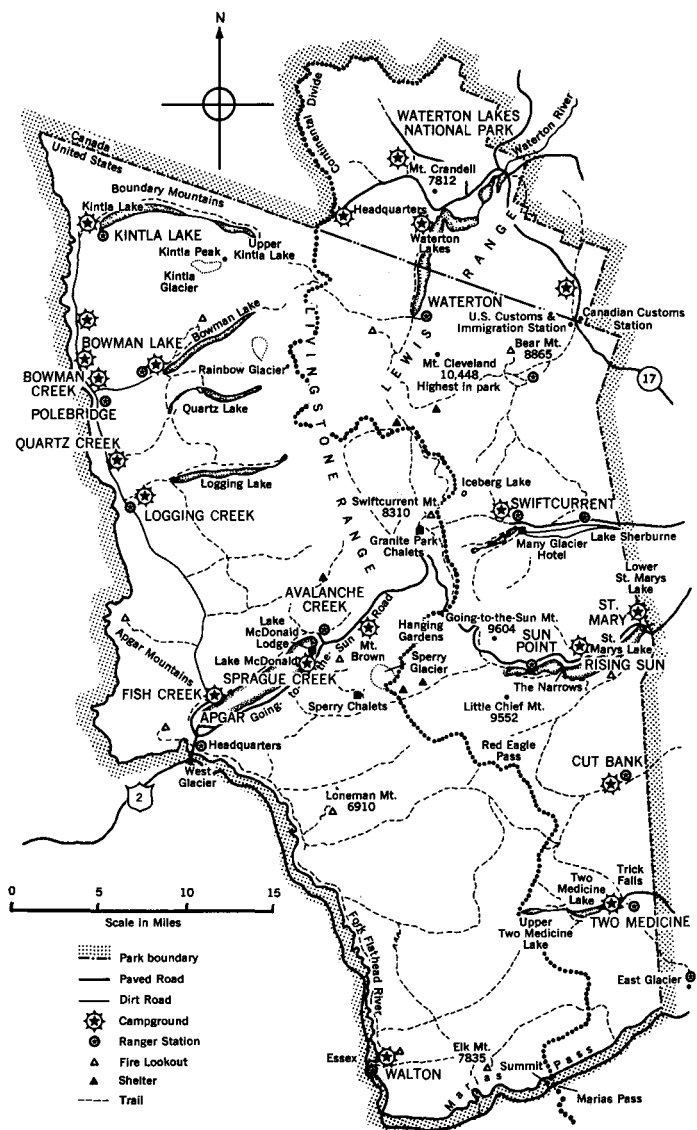 N
Canada
United States
Continental Divide
WATERTON LAKES
NATIONAL PARK
Waterton River
Mt. Crandell
7812
Boundary Mountains
Kintla Lake
KINTLA LAKE
Headquarters
Waterton
Lakes
Upper
Kintla Lake
Kintla Peak
Kintla
Glacier
LEWIS RANGE
WATERTON
U.S. Customs &
Immigration Station
Canadian Customs
Station
Bowman Lake
BOWMAN LAKE
LIVINGSTONE RANGE
Bear Mt.
8865
Mt. Cleveland
10,448
Highest in park
Rainbow Glacier
BOWMAN
CREEK
POLEBRIDGE
17
Quartz Lake
QUARTZ CREEK
Logging Lake
LOGGING CREEK
Iceberg Lake
Swiftcurrent Mt.
8310
SWIFTCURRENT
Granite Park
Chalets
Many Glacier
Hotel
Lake Sherburne
Lower
St. Marys
Lake
AVALANCHE
CREEK
ST.
MARY
Lake
McDonald
Lodge
Going-to-the-Sun Road
Hanging
Gardens
Going-to-the-Sun Mt.
9604
SUN
POINT
St.
Marys Lake
Mt.
Brown
Lake McDonald
SPRAGUE CREEK
Sperry
Glacier
RISING SUN
The Narrows
Apgar Mountains
FISH CREEK
APGAR
Sperry Chalets
Little Chief Mt.
9552
Headquarters
Red Eagle
Pass
West
Glacier
CUT BANK
2
Loneman Mt.
6910
Two
Medicine
Lake
Trick
Falls
TWO MEDICINE
Upper
Two Medicine
Lake
Fork Flathead River
East Glacier
Essex
WALTON
Elk Mt.
7835
Marias Pass
Summit
Marias Pass
0 5 10 15
Scale in Miles
Park boundary
Paved Road
Dirt Road
Campground
Ranger Station
Fire Lookout
Shelter
Trail